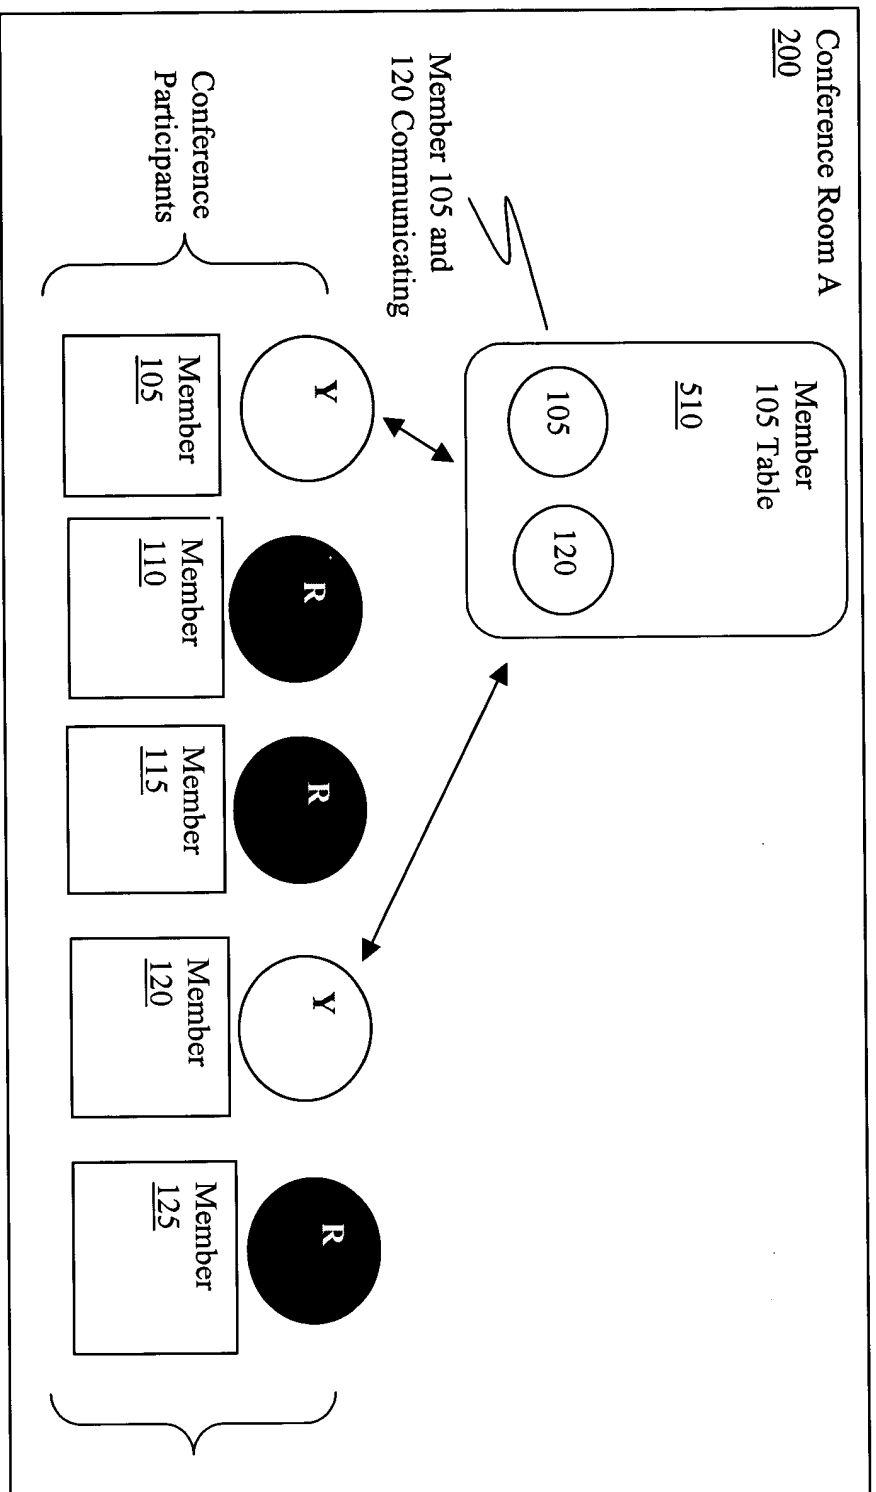 Conference Room A
200
Member
105 Table
510
105
120
Member 105 and
120 Communicating
Conference
Participants
Y
R
R
Y
R
Member
105
Member
110
Member
115
Member
120
Member
125